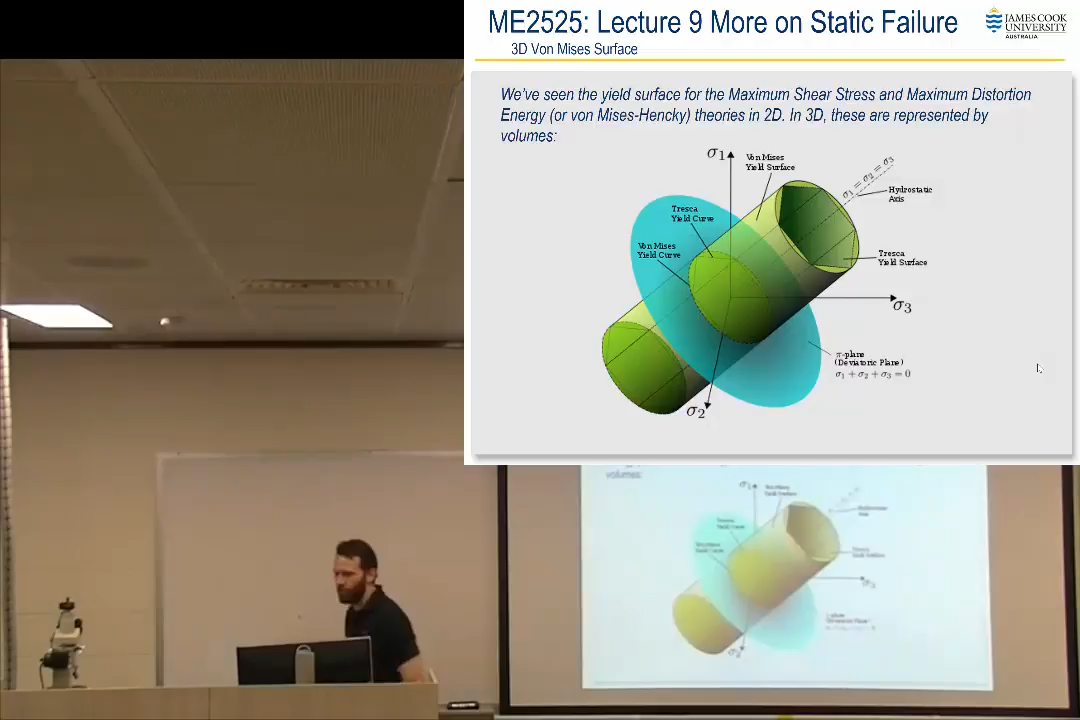 ME2525: Lecture 9 More on Static Failure
3D Von Mises Surface
JAMES COOK
UNIVERSITY
AUSTRALIA
We've seen the yield surface for the Maximum Shear Stress and Maximum Distortion
Energy (or von Mises-Hencky) theories in 2D. In 3D, these are represented by
volumes:
σ1
Von Mises
Yield Surface
σ1 = σ2 = σ3
Hydrostatic
Axis
Tresca
Yield Curve
Von Mises
Yield Curve
Tresca
Yield Surface
σ3
π-plane
(Deviatoric Plane)
σ1 + σ2 + σ3 = 0
σ2
volumes: